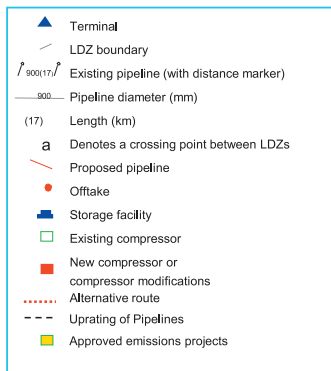 Terminal
LDZ boundary
900(17) Existing pipeline (with distance marker)
900 Pipeline diameter (mm)
(17) Length (km)
a Denotes a crossing point between LDZs
Proposed pipeline
Offtake
Storage facility
Existing compressor
New compressor or
compressor modifications
Alternative route
Uprating of Pipelines
Approved emissions projects